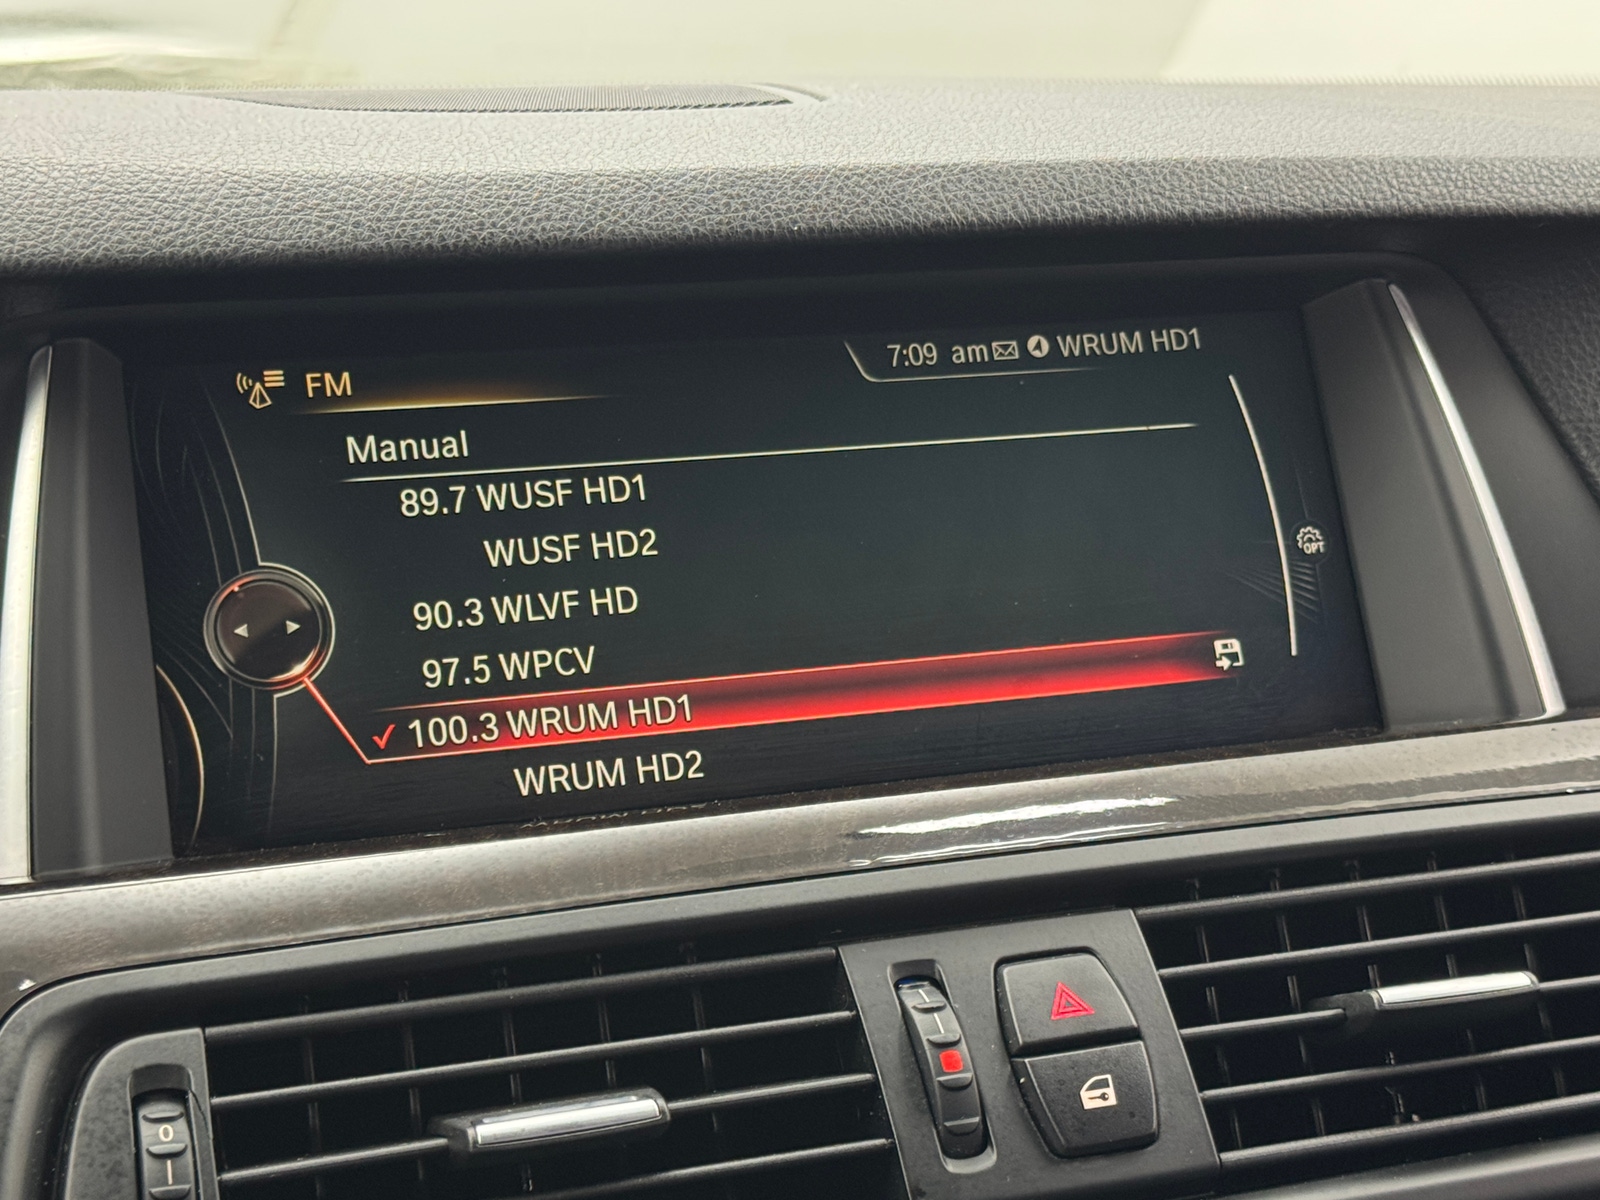 7:09 am WRUM HD1
FM
Manual
89.7 WUSF HD1
WUSF HD2
90.3 WLVF HD
97.5 WPCV
✓ 100.3 WRUM HD1
WRUM HD2
OPT
0